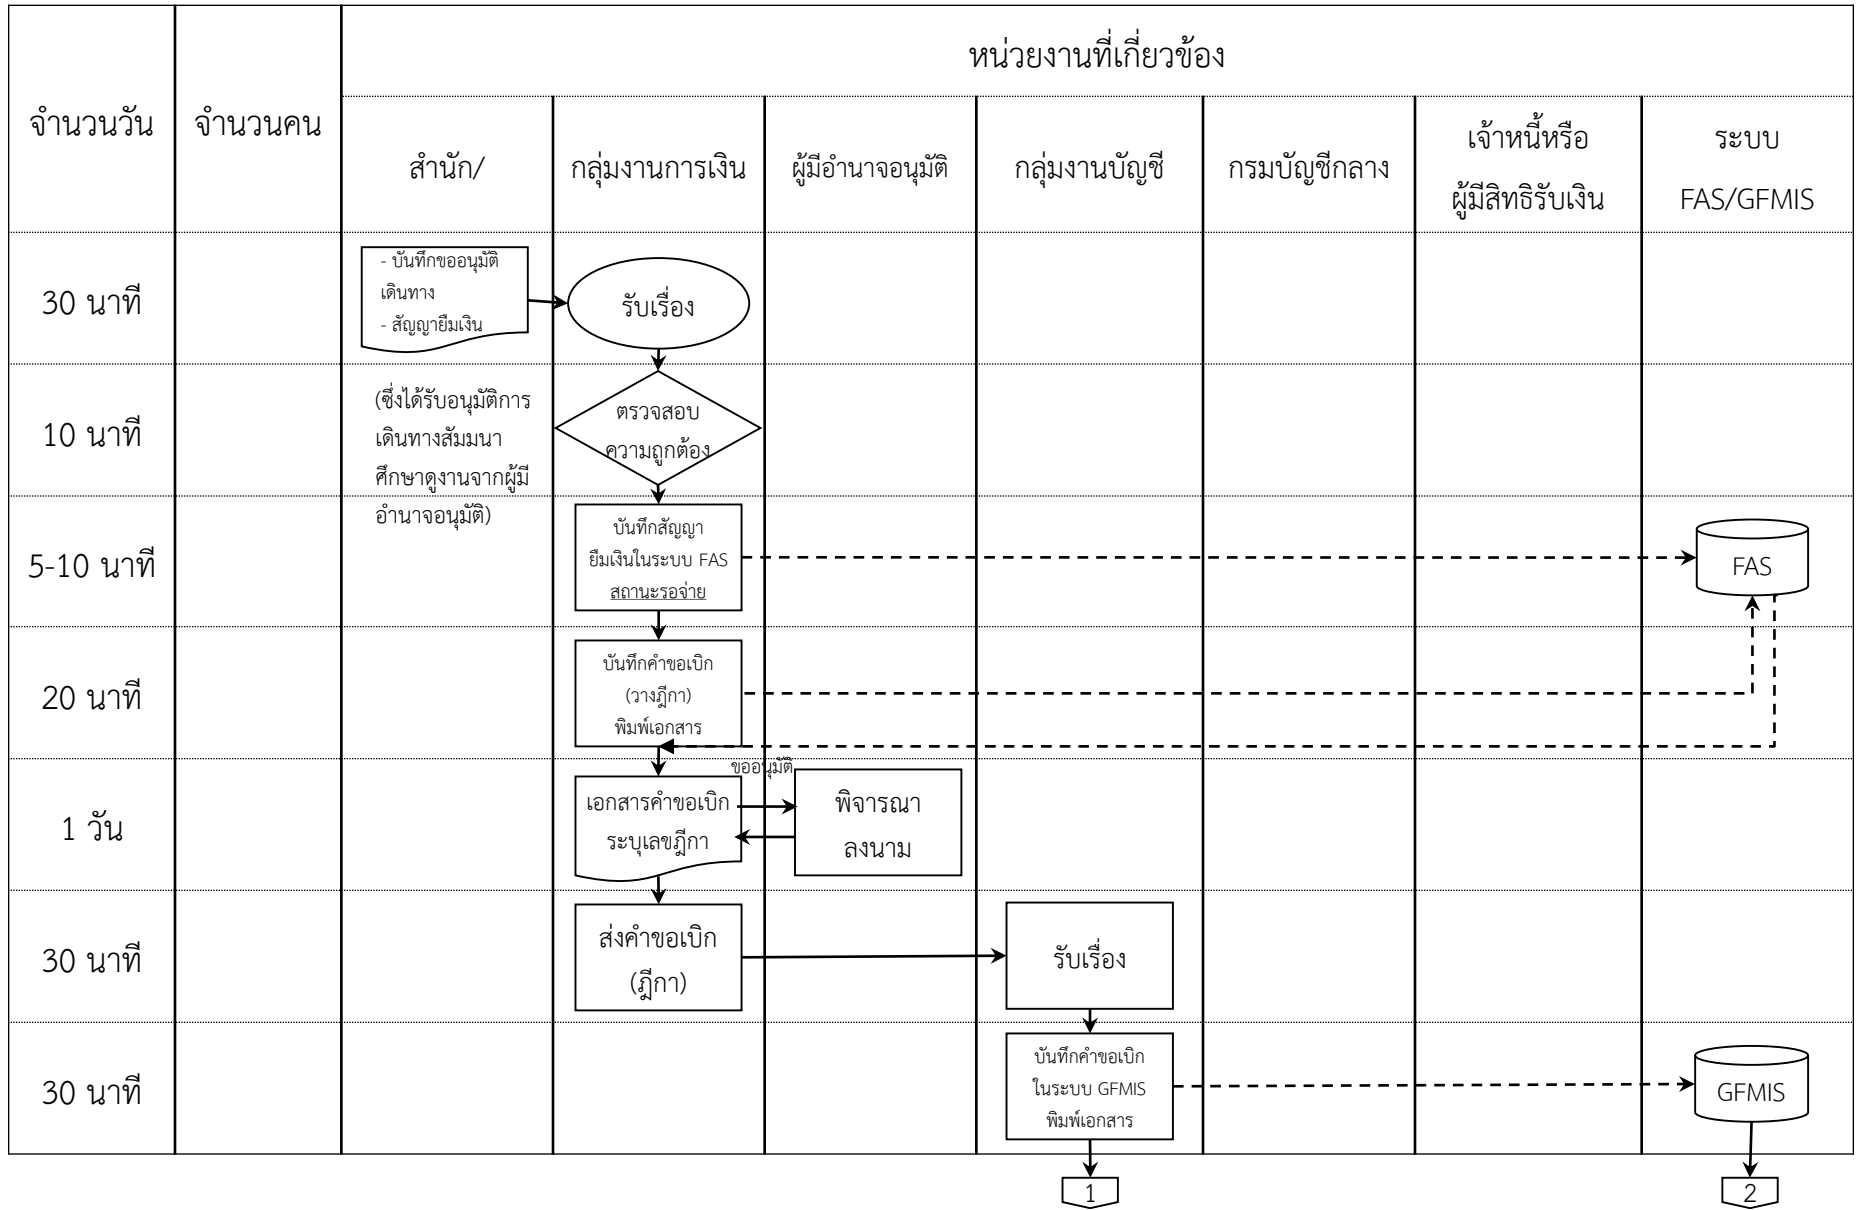 หน่วยงานที่เกี่ยวข้อง
จำนวนวัน
จำนวนคน
สำนัก/
กลุ่มงานการเงิน
ผู้มีอำนาจอนุมัติ
กลุ่มงานบัญชี
กรมบัญชีกลาง
เจ้าหนี้หรือ
ผู้มีสิทธิรับเงิน
ระบบ
FAS/GFMIS
30 นาที
- บันทึกขออนุมัติ
เดินทาง
- สัญญายืมเงิน
รับเรื่อง
10 นาที
(ซึ่งได้รับอนุมัติการ
เดินทางสัมมนา
ศึกษาดูงานจากผู้มี
อำนาจอนุมัติ)
ตรวจสอบ
ความถูกต้อง
5-10 นาที
บันทึกสัญญา
ยืมเงินในระบบ FAS
สถานะรอจ่าย
FAS
20 นาที
บันทึกคำขอเบิก
(วางฎีกา)
พิมพ์เอกสาร
1 วัน
เอกสารคำขอเบิก
ระบุเลขฎีกา
ขออนุมัติ
พิจารณา
ลงนาม
30 นาที
ส่งคำขอเบิก
(ฎีกา)
รับเรื่อง
30 นาที
บันทึกคำขอเบิก
ในระบบ GFMIS
พิมพ์เอกสาร
GFMIS
1
2